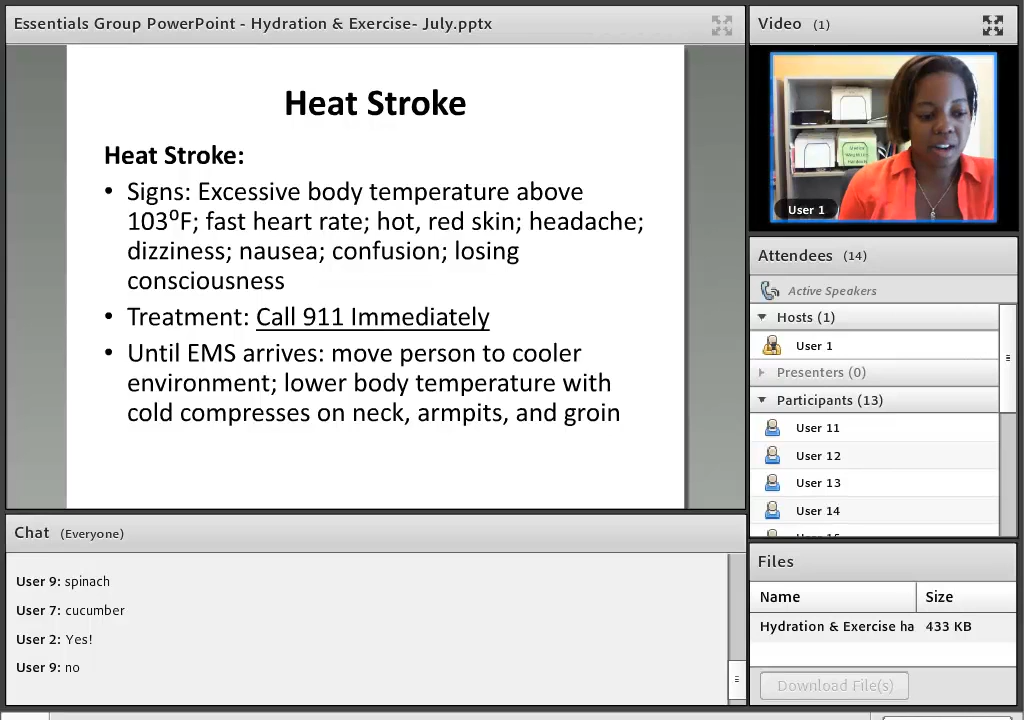 Essentials Group PowerPoint - Hydration & Exercise- July.pptx
Heat Stroke
Heat Stroke:
• Signs: Excessive body temperature above
103⁰F; fast heart rate; hot, red skin; headache;
dizziness; nausea; confusion; losing
consciousness
• Treatment: Call 911 Immediately
• Until EMS arrives: move person to cooler
environment; lower body temperature with
cold compresses on neck, armpits, and groin
Chat (Everyone)
User 9: spinach
User 7: cucumber
User 2: Yes!
User 9: no
Video (1)
User 1
Attendees (14)
Active Speakers
Hosts (1)
User 1
Presenters (0)
Participants (13)
User 11
User 12
User 13
User 14
Files
Name Size
Hydration & Exercise ha 433 KB
Download File(s)